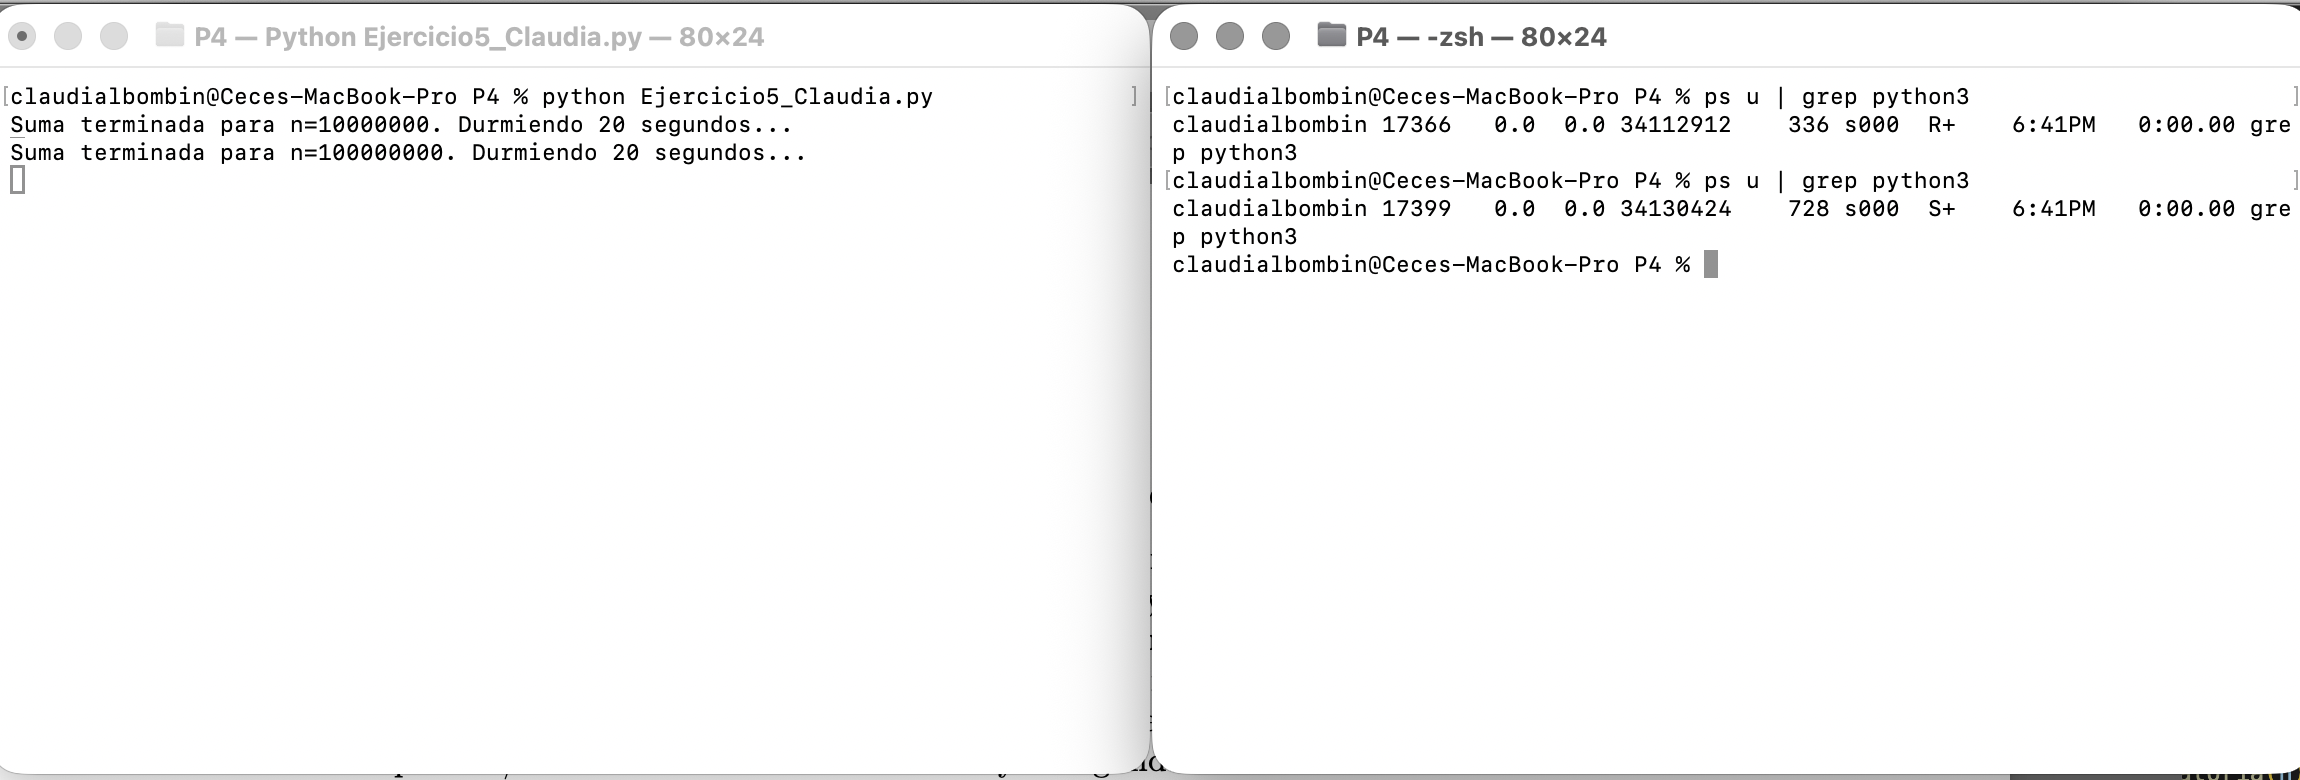 P4 — Python Ejercicio5_Claudia.py — 80×24
[claudialbombin@Ceces-MacBook-Pro P4 % python Ejercicio5_Claudia.py ]
Suma terminada para n=10000000. Durmiendo 20 segundos...
Suma terminada para n=100000000. Durmiendo 20 segundos...
P4 — -zsh — 80×24
[claudialbombin@Ceces-MacBook-Pro P4 % ps u | grep python3 ]
claudialbombin 17366   0.0  0.0 34112912    336 s000  R+    6:41PM   0:00.00 gre
p python3
[claudialbombin@Ceces-MacBook-Pro P4 % ps u | grep python3 ]
claudialbombin 17399   0.0  0.0 34130424    728 s000  S+    6:41PM   0:00.00 gre
p python3
claudialbombin@Ceces-MacBook-Pro P4 %